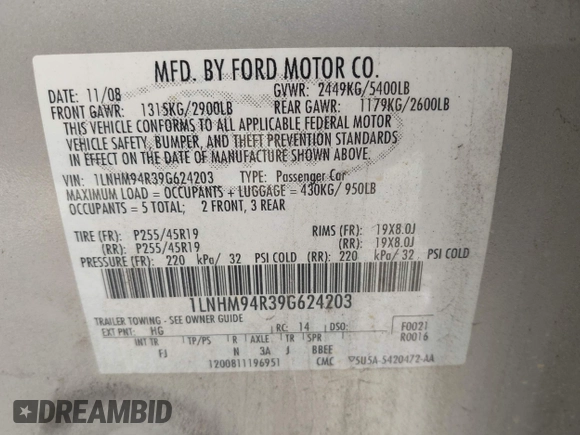 MFD. BY FORD MOTOR CO.
DATE: 11/08 GVWR: 2449KG/5400LB
FRONT GAWR: 1315KG/2900LB REAR GAWR: 1179KG/2600LB
THIS VEHICLE CONFORMS TO ALL APPLICABLE FEDERAL MOTOR
VEHICLE SAFETY, BUMPER, AND THEFT PREVENTION STANDARDS
IN EFFECT ON THE DATE OF MANUFACTURE SHOWN ABOVE.
VIN: 1LNHM94R39G624203 TYPE: Passenger Car
MAXIMUM LOAD = OCCUPANTS + LUGGAGE = 430KG/ 950LB
OCCUPANTS = 5 TOTAL: 2 FRONT, 3 REAR
TIRE (FR): P255/45R19 RIMS (FR): 19X8.0J
(RR): P255/45R19 (RR): 19X8.0J
PRESSURE (FR): 220 kPa/ 32 PSI COLD (RR): 220 kPa/ 32 PSI COLD
1LNHM94R39G624203
TRAILER TOWING - SEE OWNER GUIDE
EXT PNT: HG RC: 14 DSO: F0021
INT TR TP/PS R AXLE TR SPR R0016
FJ N 3A J BBEE
1200811196951 CMC 5U5A-S420472-AA
DREAMBID